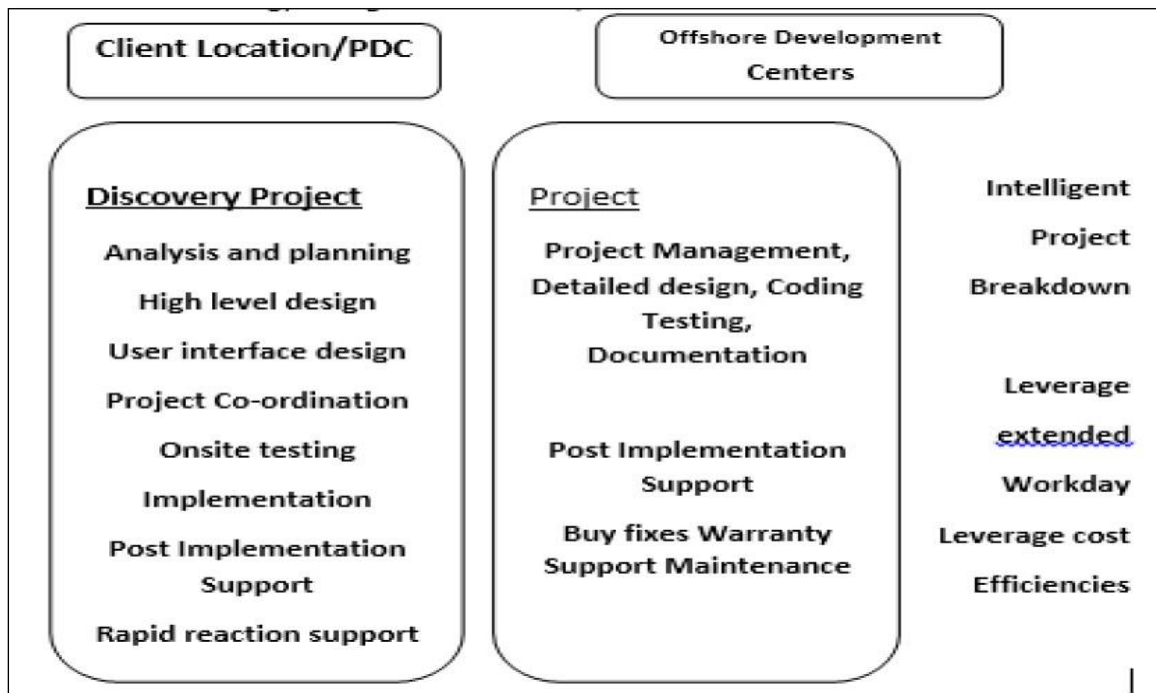 Client Location/PDC
Offshore Development
Centers
Discovery Project
Analysis and planning
High level design
User interface design
Project Co-ordination
Onsite testing
Implementation
Post Implementation
Support
Rapid reaction support
Project
Project Management,
Detailed design, Coding
Testing,
Documentation
Post Implementation
Support
Buy fixes Warranty
Support Maintenance
Intelligent
Project
Breakdown
Leverage
extended
Workday
Leverage cost
Efficiencies